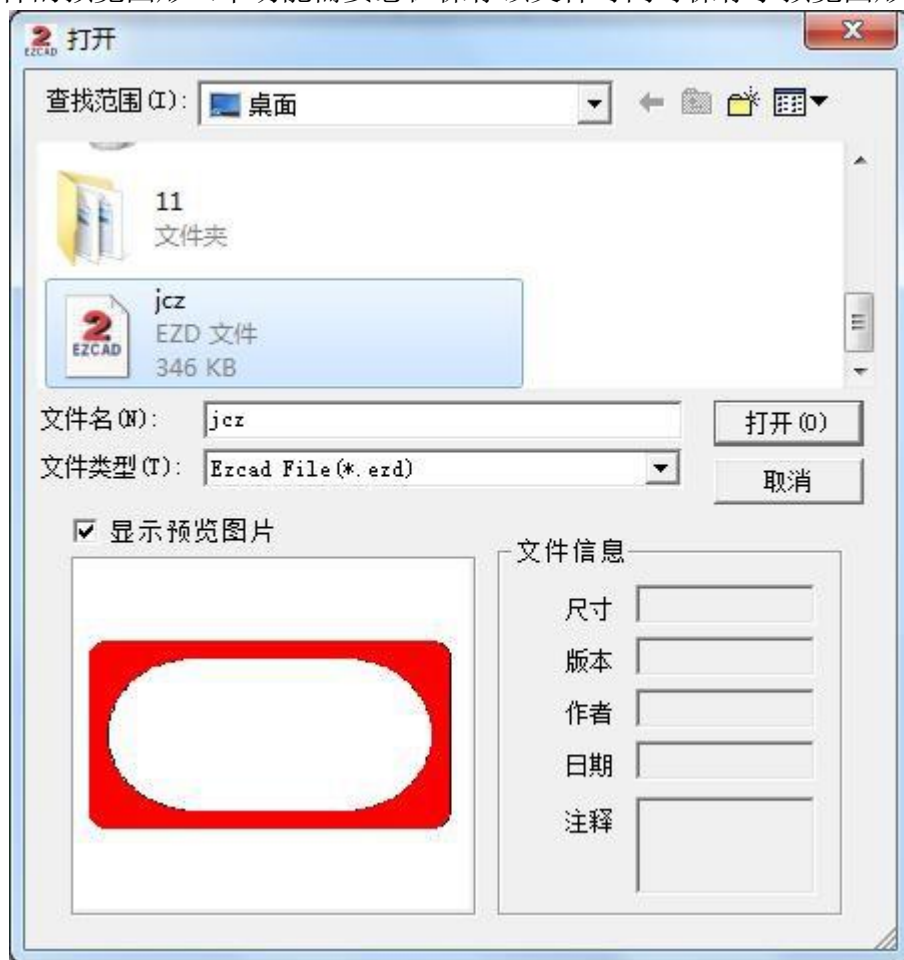 打开
查找范围(I): 桌面
11
文件夹
jcz
EZD 文件
346 KB
文件名(N): jcz
打开(O)
文件类型(T): Ezcad File(*.ezd)
取消
显示预览图片
文件信息
尺寸
版本
作者
日期
注释